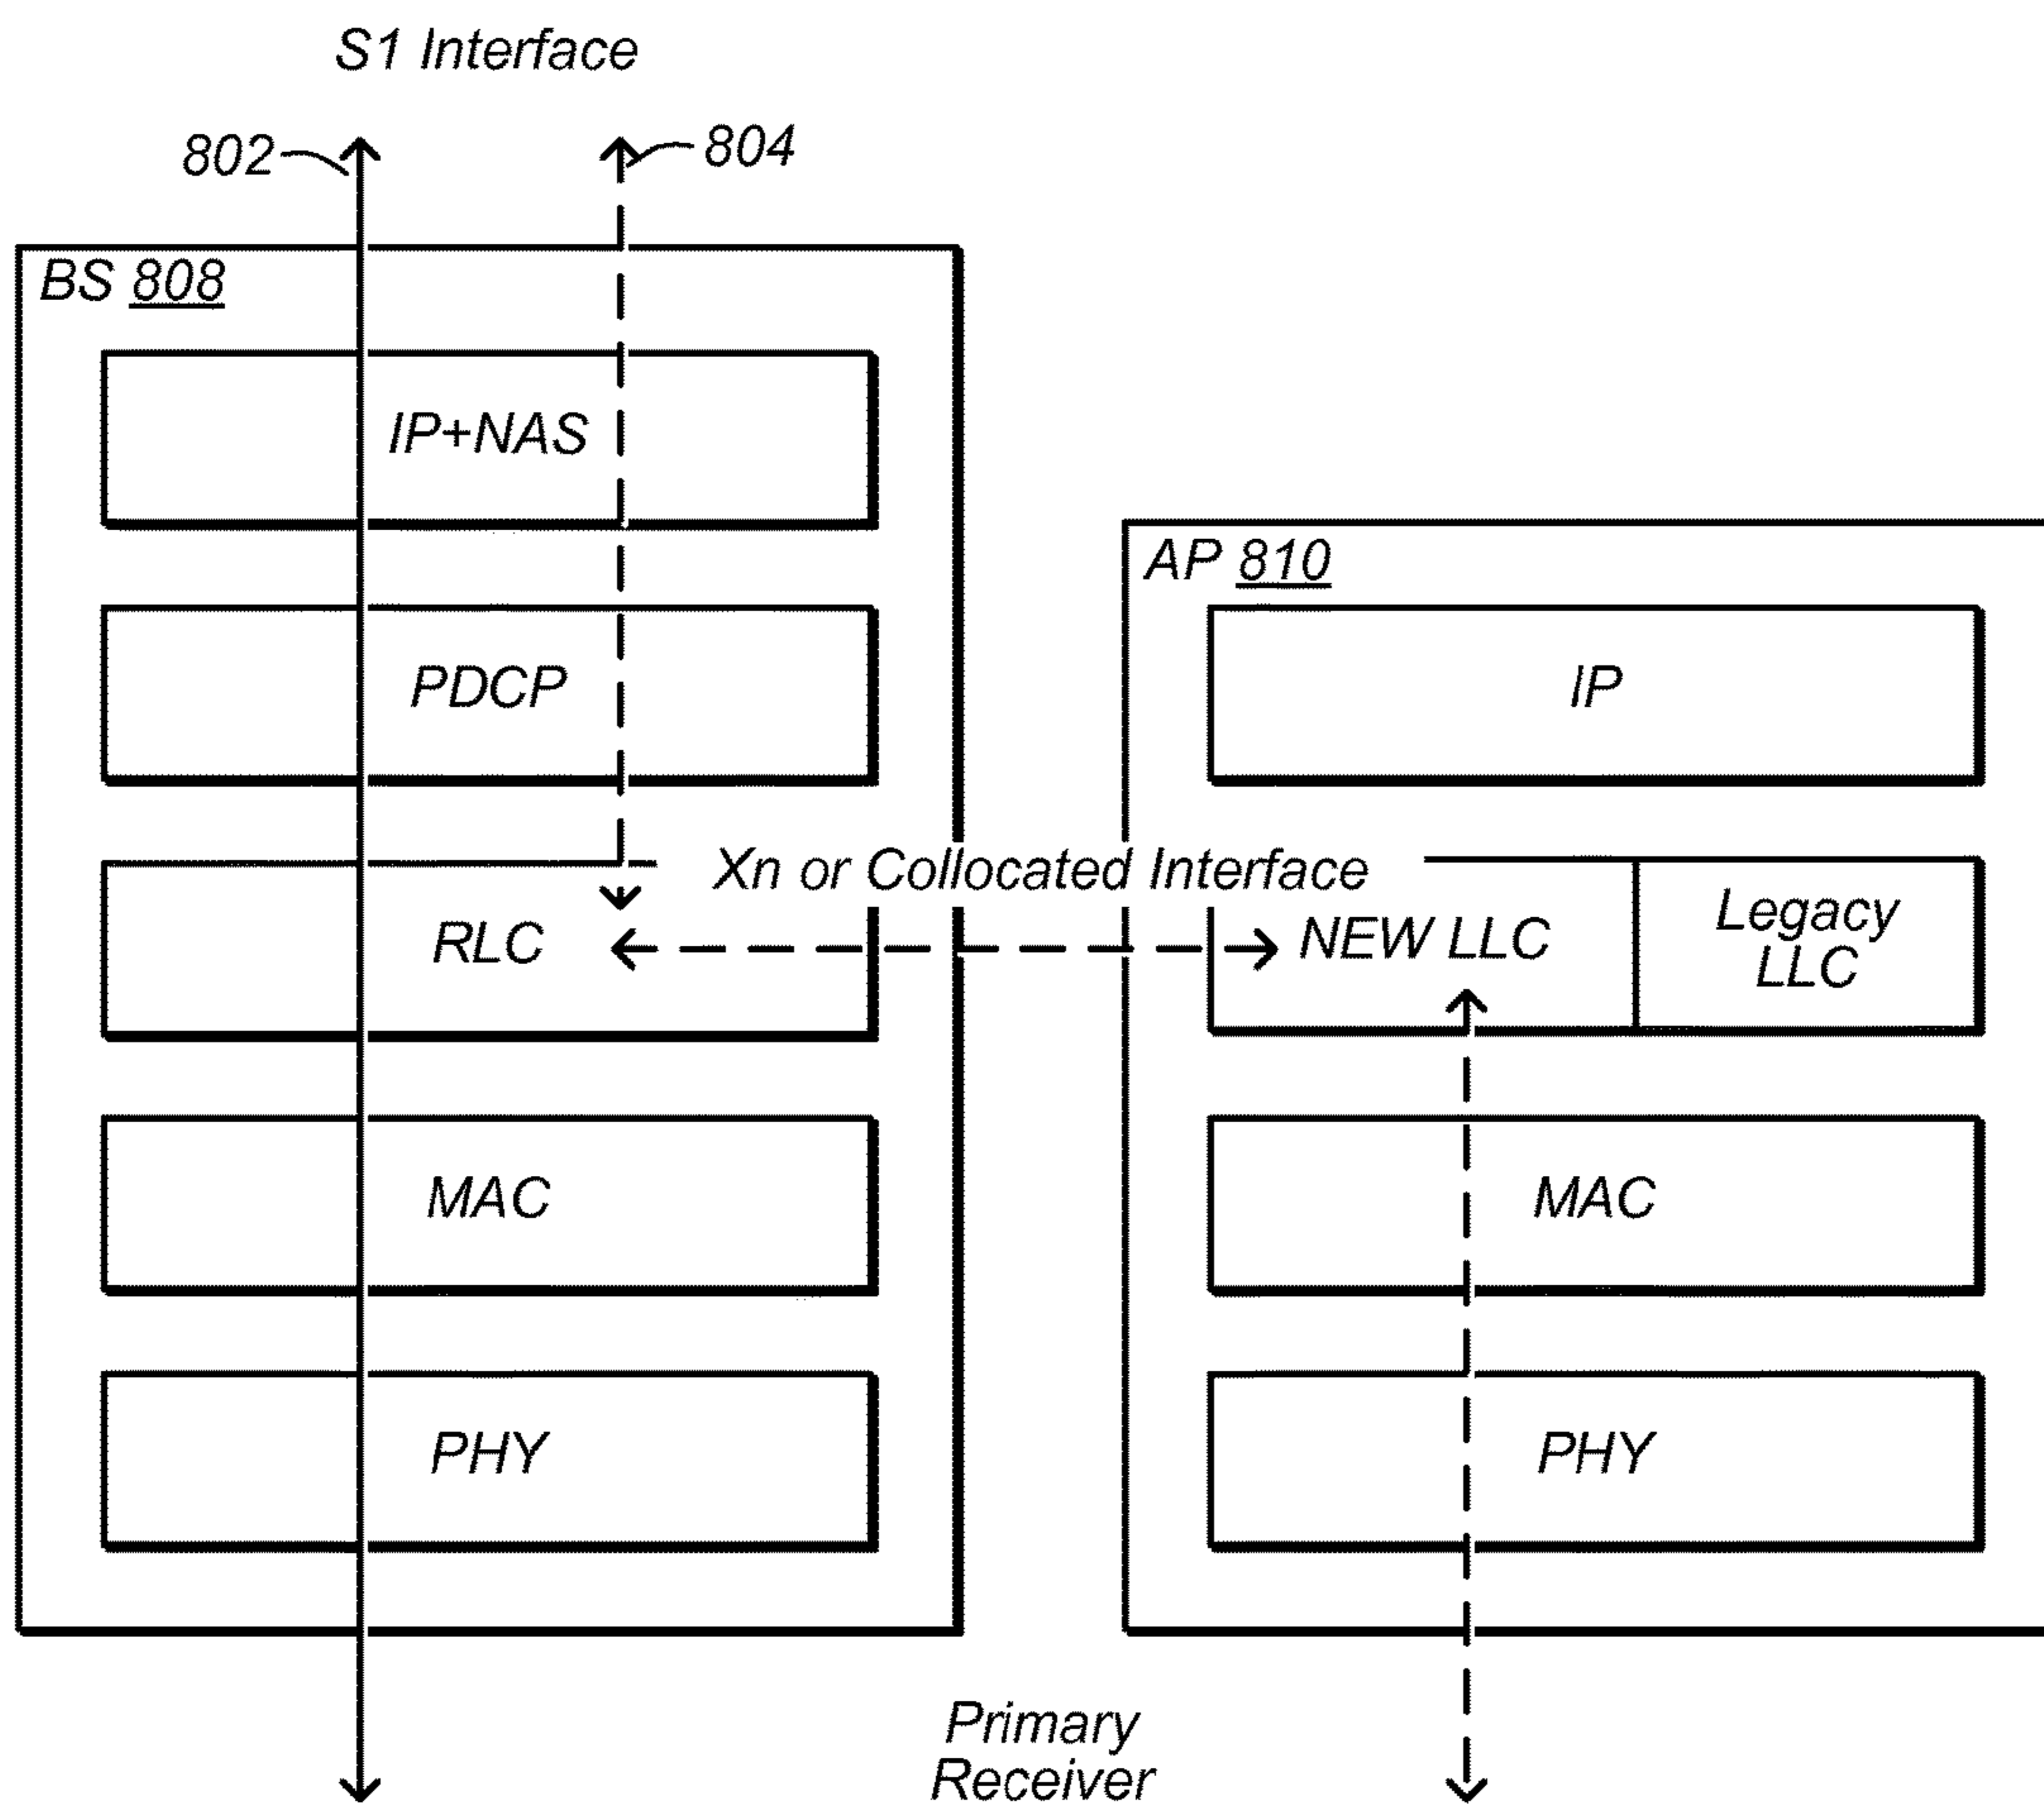 S1 Interface
802
804
BS 808
IP+NAS
PDCP
RLC
MAC
PHY
Xn or Collocated Interface
AP 810
IP
NEW LLC
Legacy
LLC
MAC
PHY
Primary
Receiver